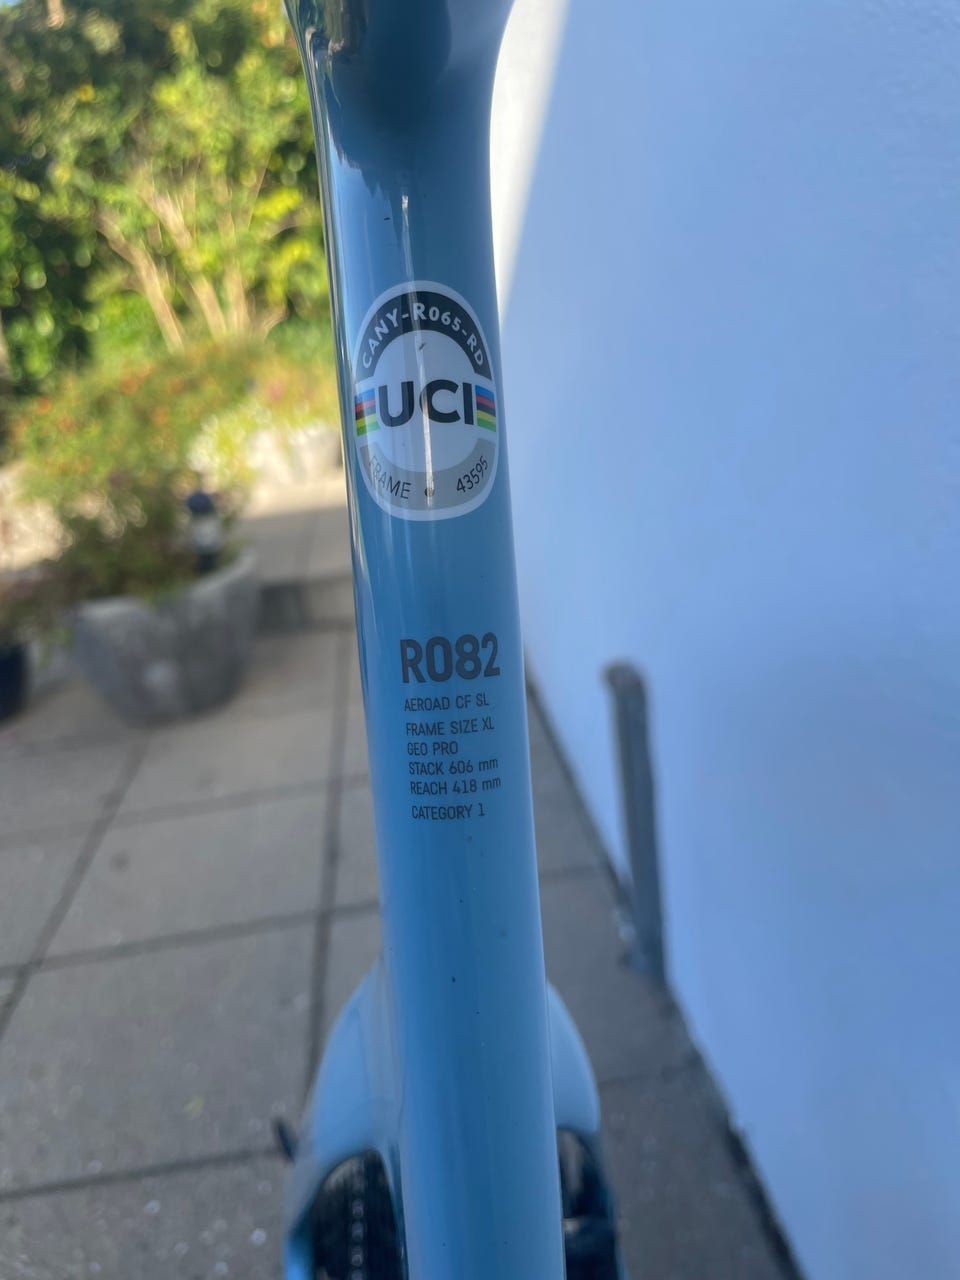 CANY-R065-RD
UCI
FRAME • 43595
R082
AEROAD CF SL
FRAME SIZE XL
GEO PRO
STACK 606 mm
REACH 418 mm
CATEGORY 1